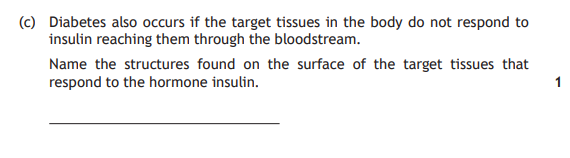 (c) Diabetes also occurs if the target tissues in the body do not respond to
insulin reaching them through the bloodstream.
Name the structures found on the surface of the target tissues that
respond to the hormone insulin. 1